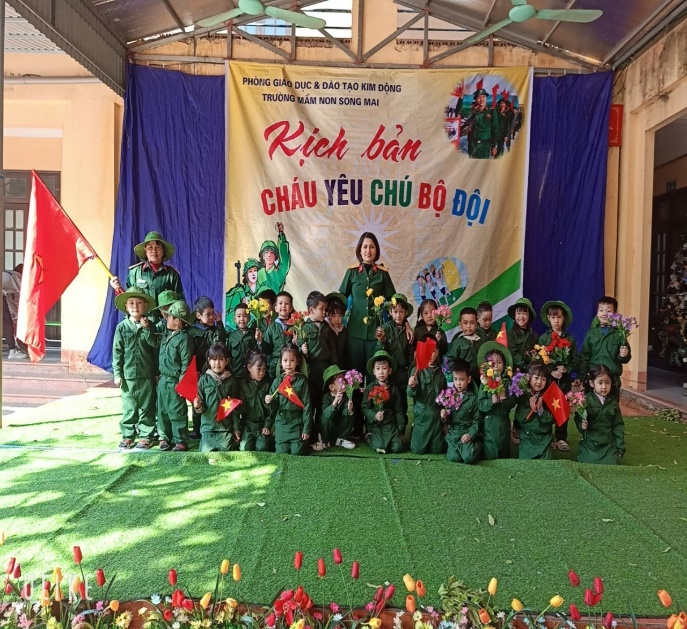 PHÒNG GIÁO DỤC & ĐÀO TẠO KIM ĐỘNG
TRƯỜNG MẦM NON SONG MAI
Kịch bản
CHÁU YÊU CHÚ BỘ ĐỘI